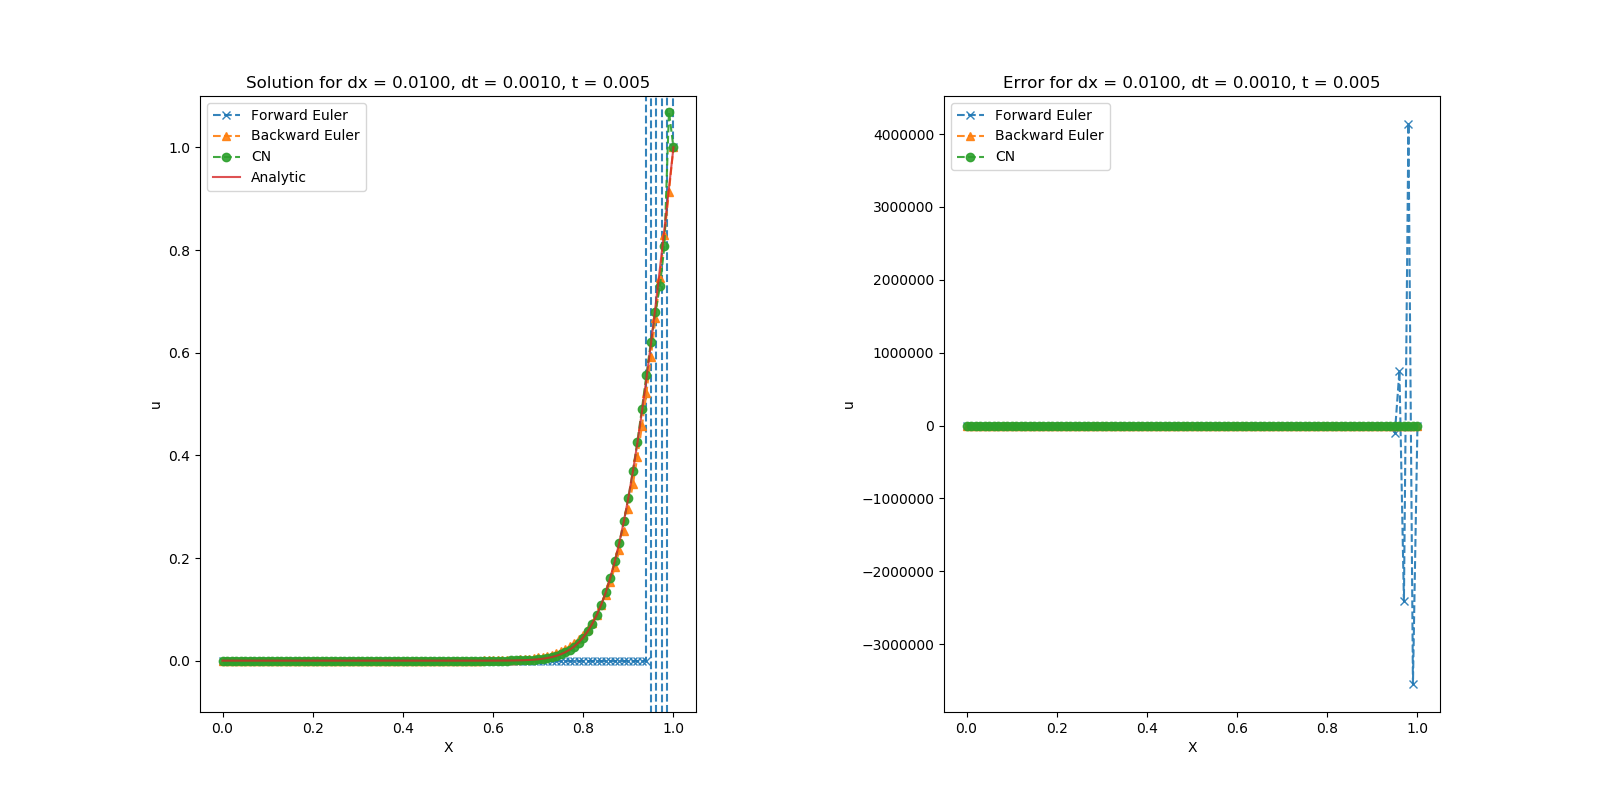 Solution for dx = 0.0100, dt = 0.0010, t = 0.005
Forward Euler
Backward Euler
CN
Analytic
1.0
0.8
0.6
0.4
0.2
0.0
u
0.0
0.2
0.4
0.6
0.8
1.0
X
Error for dx = 0.0100, dt = 0.0010, t = 0.005
Forward Euler
Backward Euler
CN
4000000
3000000
2000000
1000000
0
−1000000
−2000000
−3000000
u
0.0
0.2
0.4
0.6
0.8
1.0
X